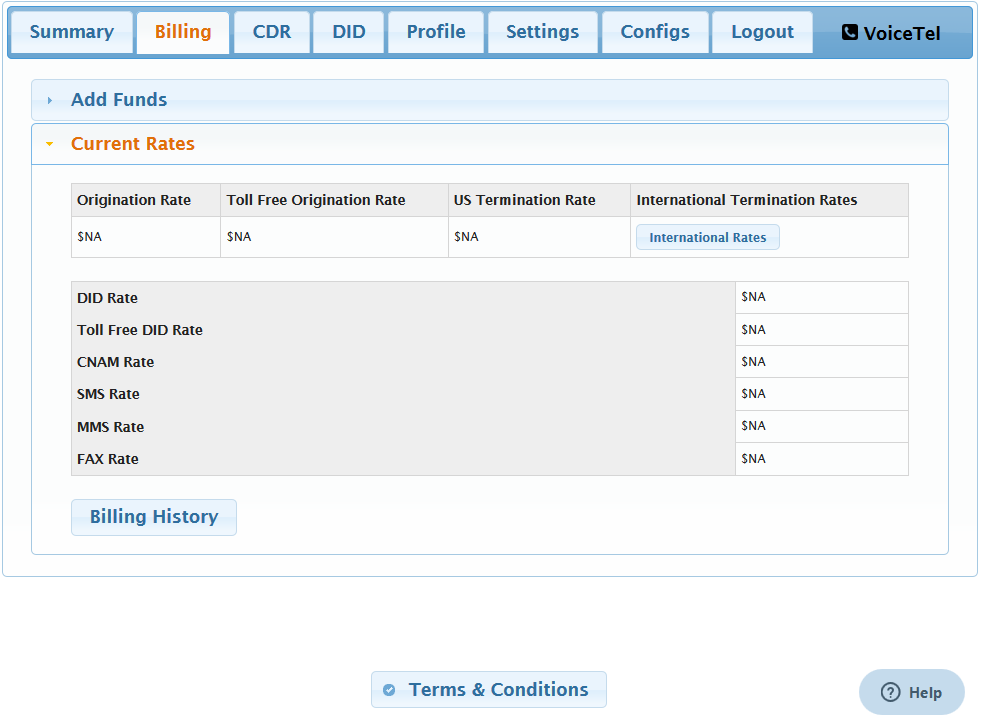 Summary Billing CDR DID Profile Settings Configs Logout VoiceTel
Add Funds
Current Rates
Origination Rate Toll Free Origination Rate US Termination Rate International Termination Rates
$NA $NA $NA International Rates
DID Rate $NA
Toll Free DID Rate $NA
CNAM Rate $NA
SMS Rate $NA
MMS Rate $NA
FAX Rate $NA
Billing History
Terms & Conditions
? Help